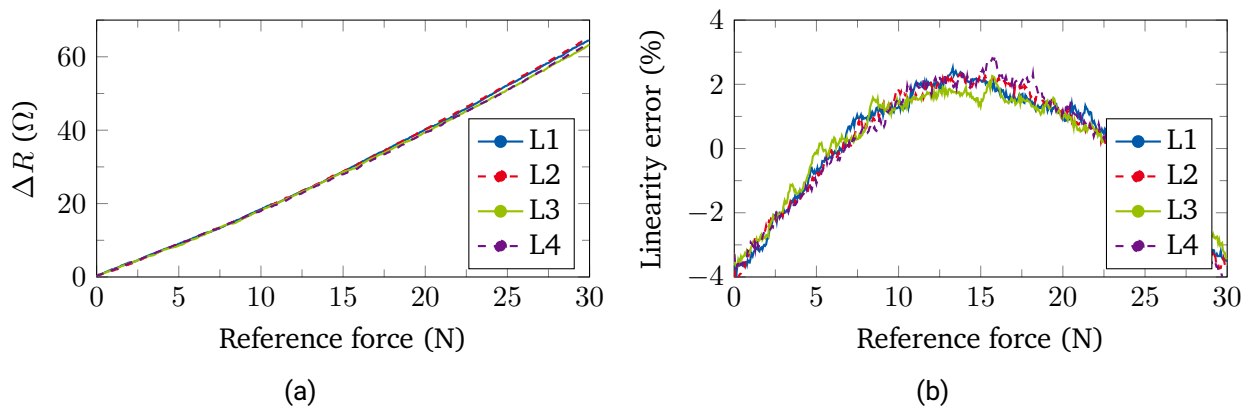 60
40
20
0
ΔR (Ω)
0 5 10 15 20 25 30
Reference force (N)
L1
L2
L3
L4
(a)
4
2
0
−2
−4
Linearity error (%)
0 5 10 15 20 25 30
Reference force (N)
L1
L2
L3
L4
(b)